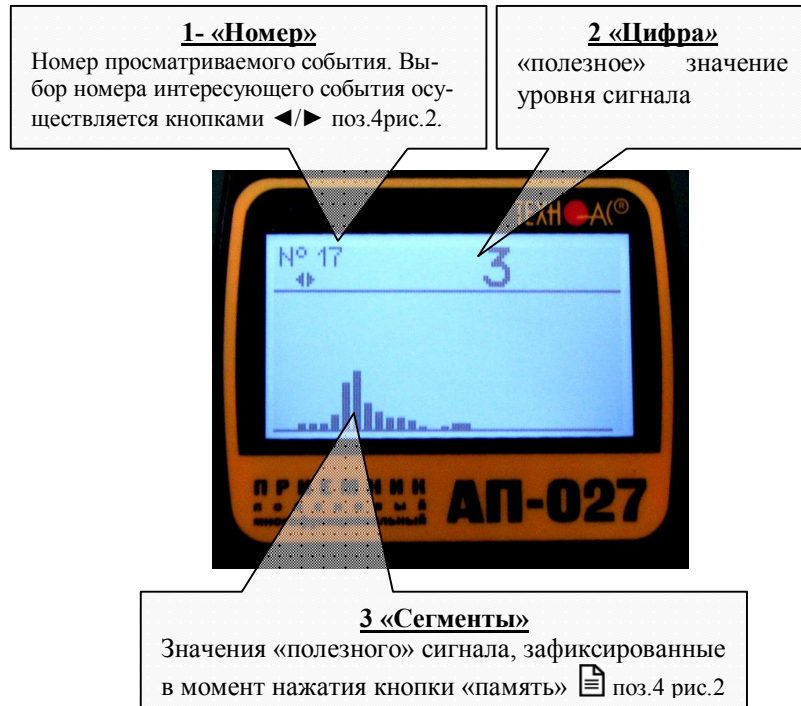 1- «Номер»
Номер просматриваемого события. Вы-
бор номера интересующего события осу-
ществляется кнопками ◄/► поз.4рис.2.
2 «Цифра»
«полезное» значение
уровня сигнала
ТЕХНО-АС®
№ 17
3
ПРИЕМНИК
АП-027
3 «Сегменты»
Значения «полезного» сигнала, зафиксированные
в момент нажатия кнопки «память» поз.4 рис.2